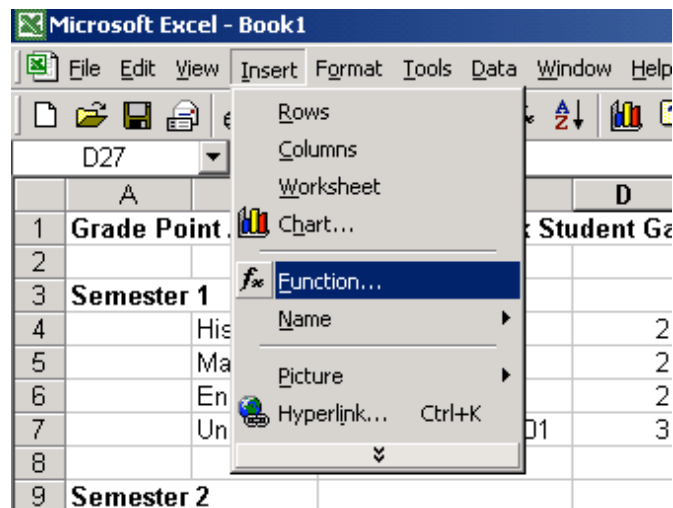 Microsoft Excel - Book1
File Edit View Insert Format Tools Data Window Help
D27
Rows
Columns
Worksheet
Chart...
Function...
Name
Picture
Hyperlink... Ctrl+K
A D
1 Grade Point Student Ga
2
3 Semester 1
4 His 2
5 Ma 2
6 En 2
7 Un 01 3
8
9 Semester 2